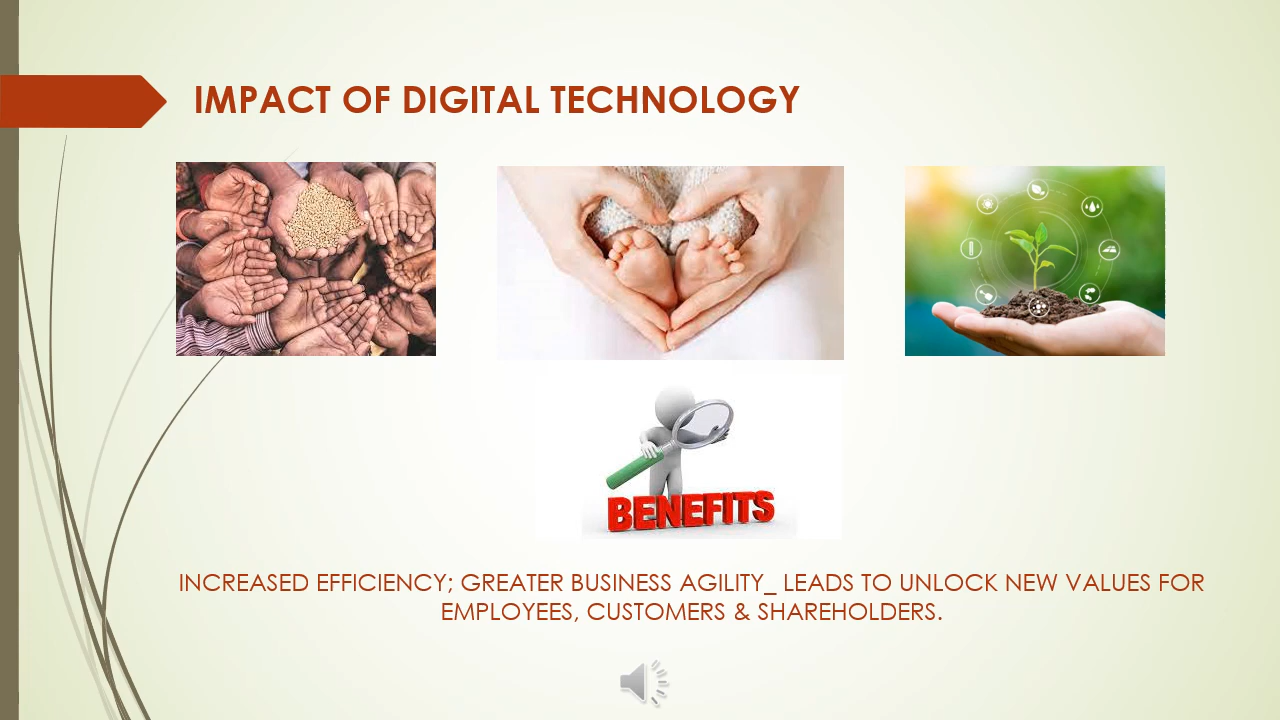 IMPACT OF DIGITAL TECHNOLOGY
BENEFITS
INCREASED EFFICIENCY; GREATER BUSINESS AGILITY_ LEADS TO UNLOCK NEW VALUES FOR
EMPLOYEES, CUSTOMERS & SHAREHOLDERS.